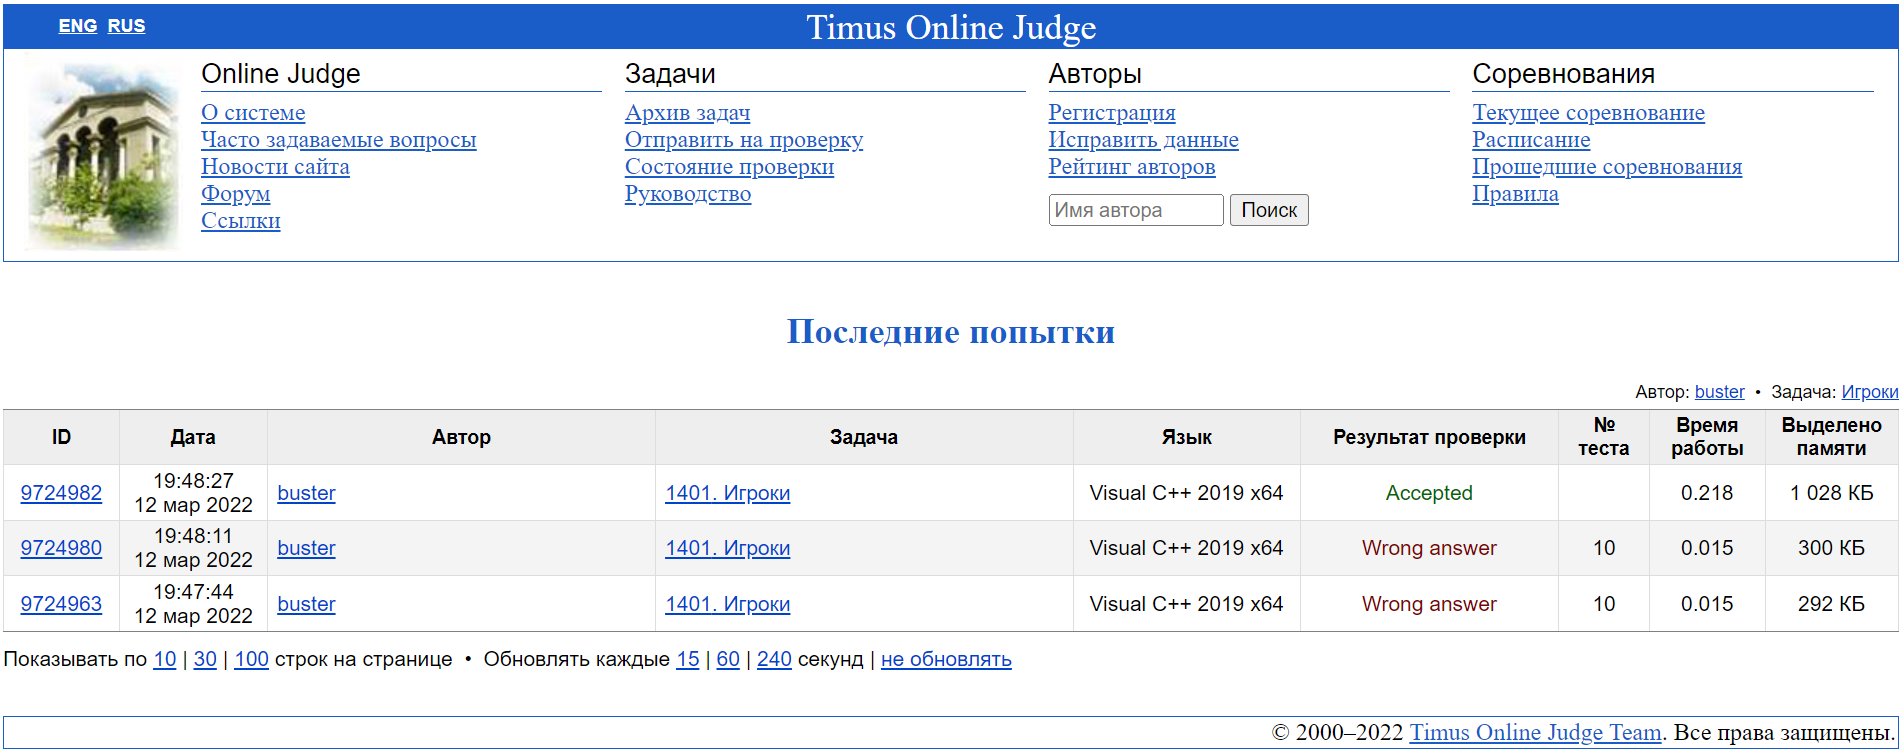 ENG RUS
Timus Online Judge
Online Judge
О системе
Часто задаваемые вопросы
Новости сайта
Форум
Ссылки
Задачи
Архив задач
Отправить на проверку
Состояние проверки
Руководство
Авторы
Регистрация
Исправить данные
Рейтинг авторов
Имя автора Поиск
Соревнования
Текущее соревнование
Расписание
Прошедшие соревнования
Правила
Последние попытки
Автор: buster • Задача: Игроки
ID Дата Автор Задача Язык Результат проверки № теста Время работы Выделено памяти
9724982 19:48:27 12 мар 2022 buster 1401. Игроки Visual C++ 2019 x64 Accepted 0.218 1 028 КБ
9724980 19:48:11 12 мар 2022 buster 1401. Игроки Visual C++ 2019 x64 Wrong answer 10 0.015 300 КБ
9724963 19:47:44 12 мар 2022 buster 1401. Игроки Visual C++ 2019 x64 Wrong answer 10 0.015 292 КБ
Показывать по 10 | 30 | 100 строк на странице • Обновлять каждые 15 | 60 | 240 секунд | не обновлять
© 2000–2022 Timus Online Judge Team. Все права защищены.